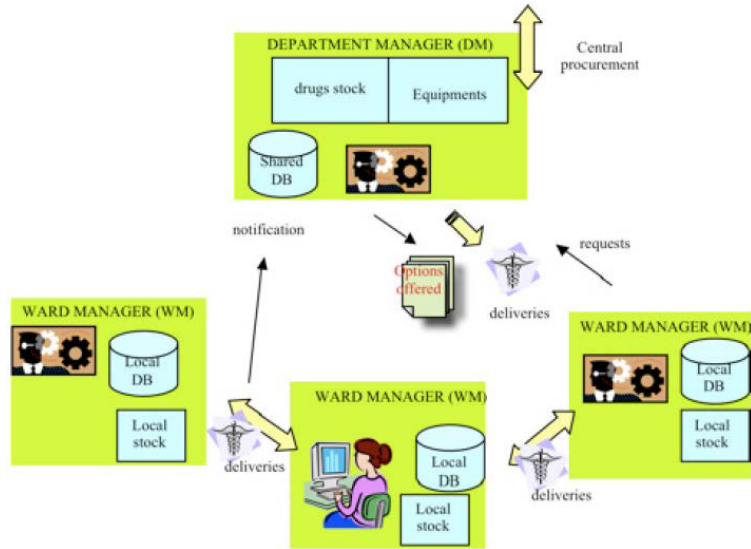 DEPARTMENT MANAGER (DM)
Central
procurement
drugs stock
Equipments
Shared
DB
notification
requests
Options
offered
deliveries
WARD MANAGER (WM)
Local
DB
Local
stock
deliveries
WARD MANAGER (WM)
Local
DB
Local
stock
deliveries
WARD MANAGER (WM)
Local
DB
Local
stock